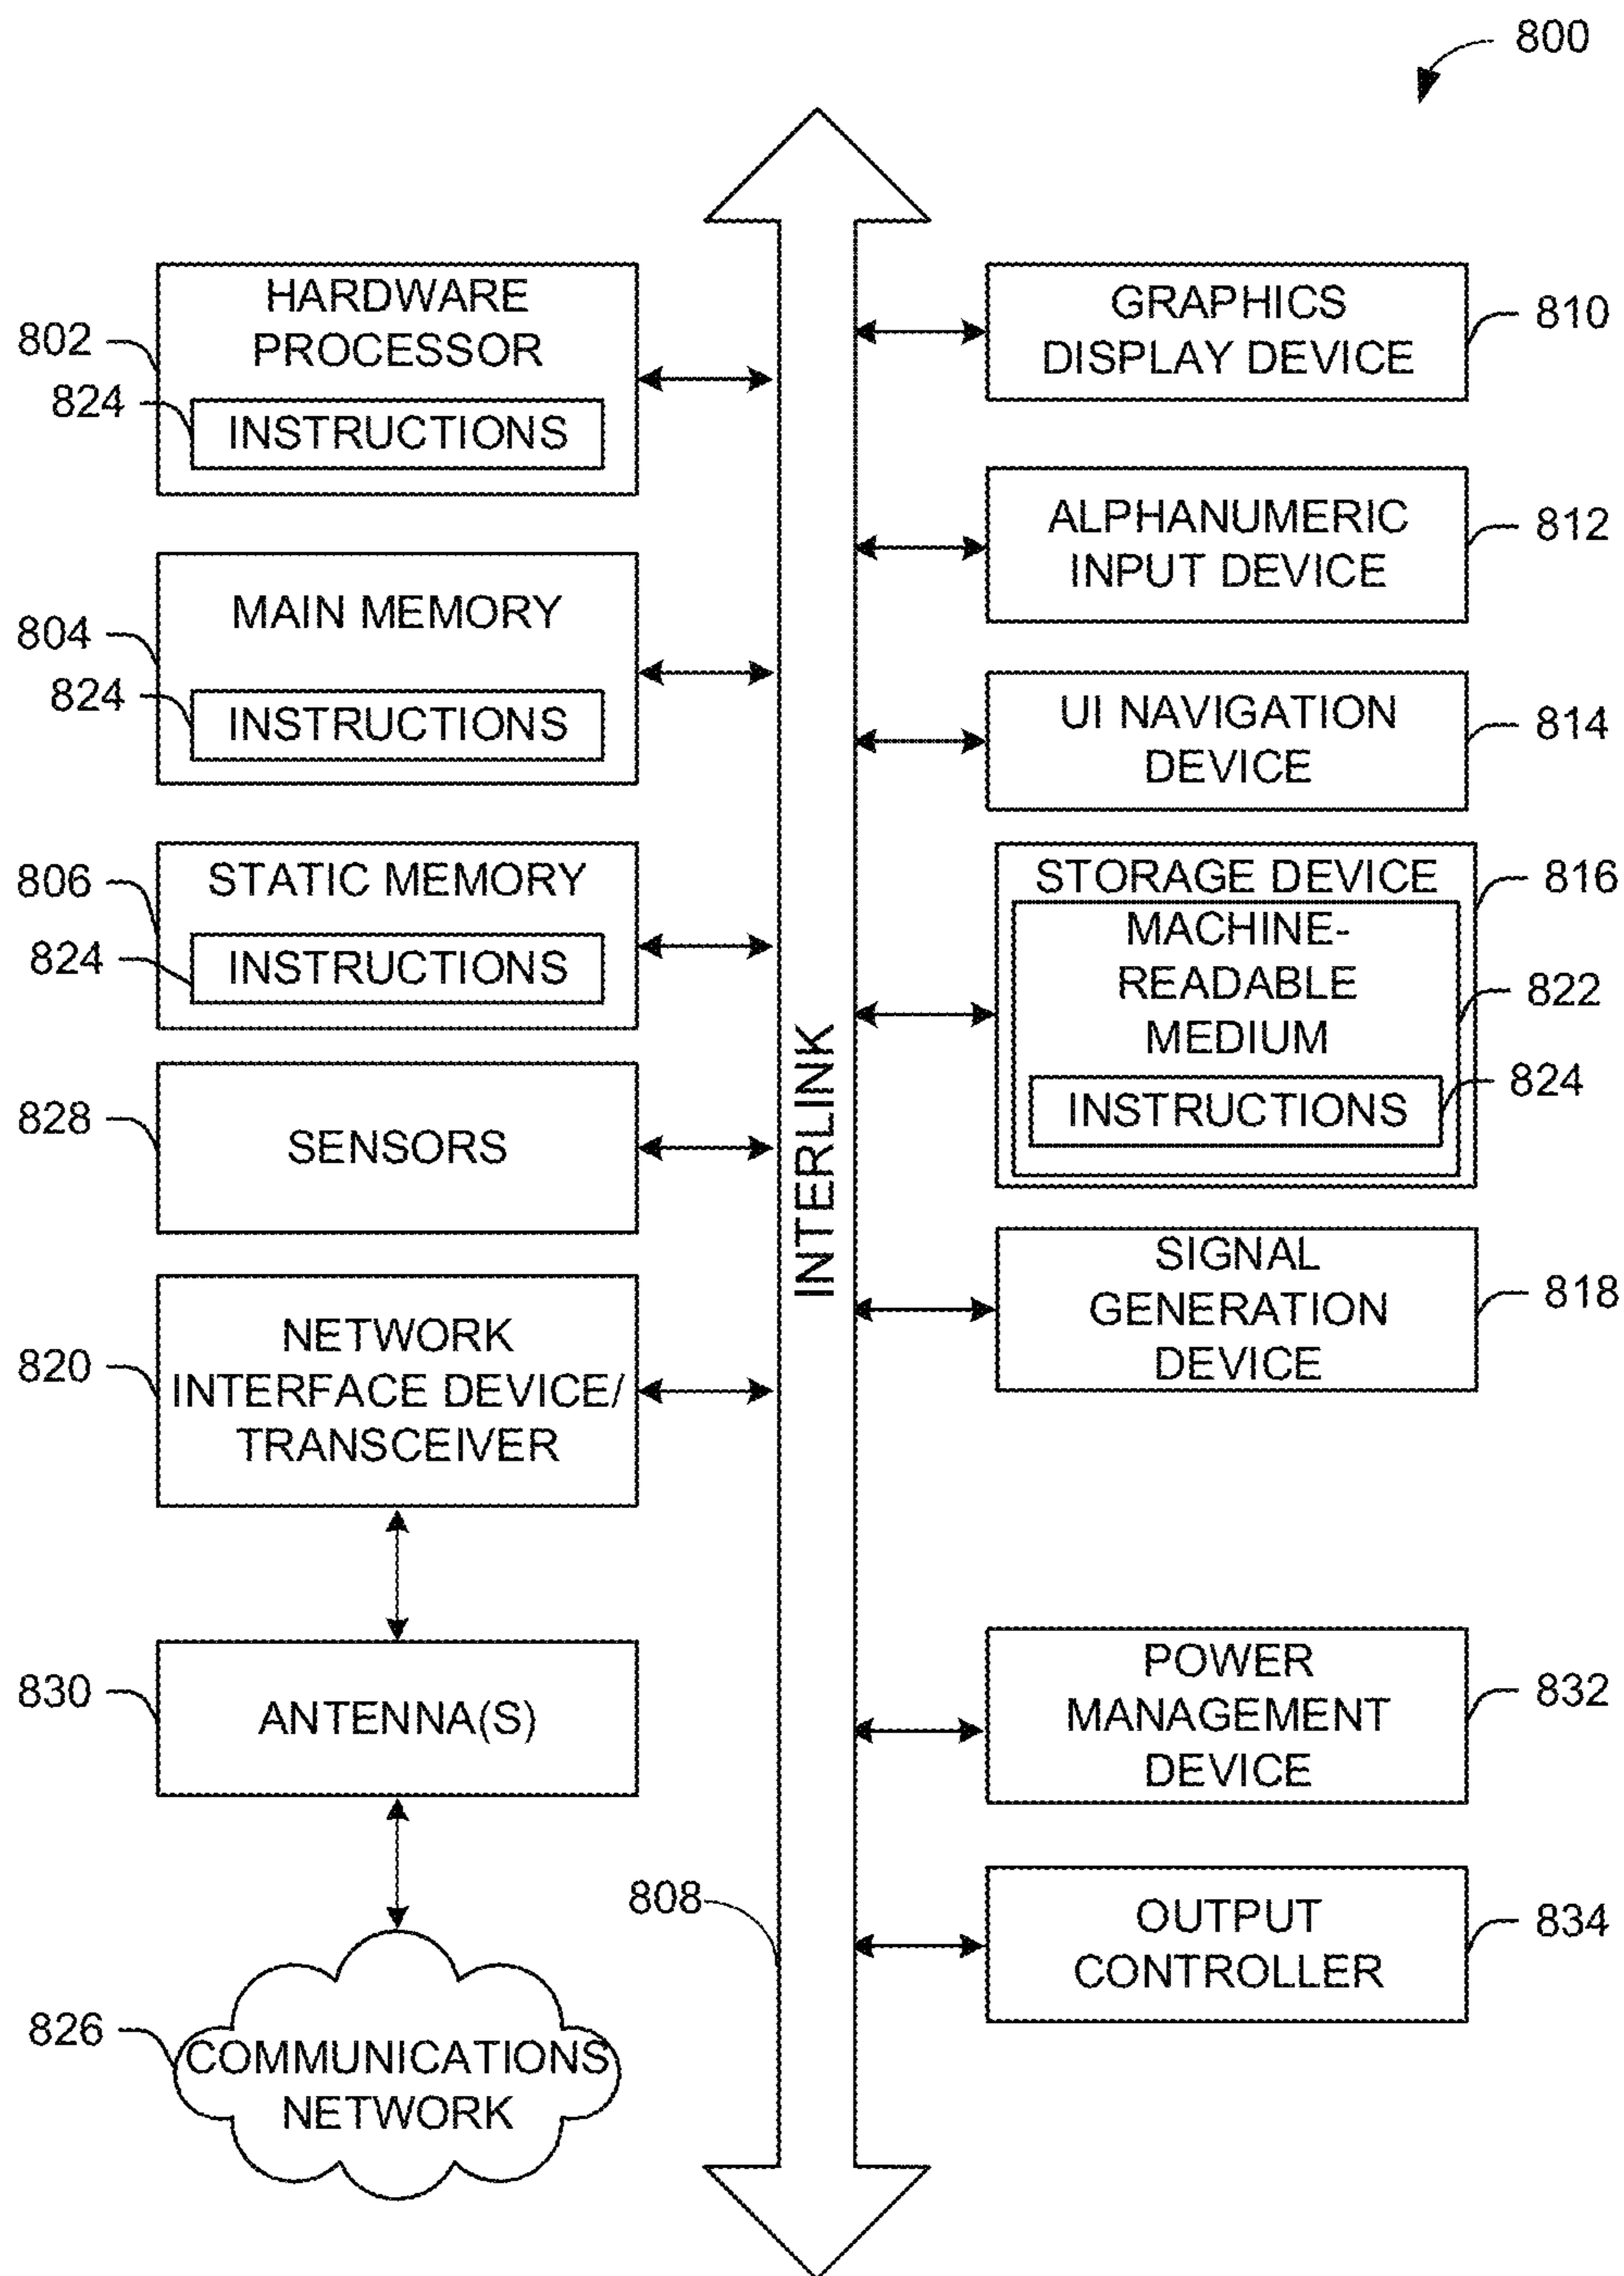 800
HARDWARE
PROCESSOR
802
824
INSTRUCTIONS
MAIN MEMORY
804
824
INSTRUCTIONS
STATIC MEMORY
806
824
INSTRUCTIONS
828
SENSORS
NETWORK
820
INTERFACE DEVICE/
TRANSCEIVER
830
ANTENNA(S)
826
COMMUNICATIONS
NETWORK
INTERLINK
808
GRAPHICS
DISPLAY DEVICE
810
ALPHANUMERIC
INPUT DEVICE
812
UI NAVIGATION
DEVICE
814
STORAGE DEVICE
816
MACHINE-
READABLE
MEDIUM
822
INSTRUCTIONS
824
SIGNAL
GENERATION
DEVICE
818
POWER
MANAGEMENT
DEVICE
832
OUTPUT
CONTROLLER
834